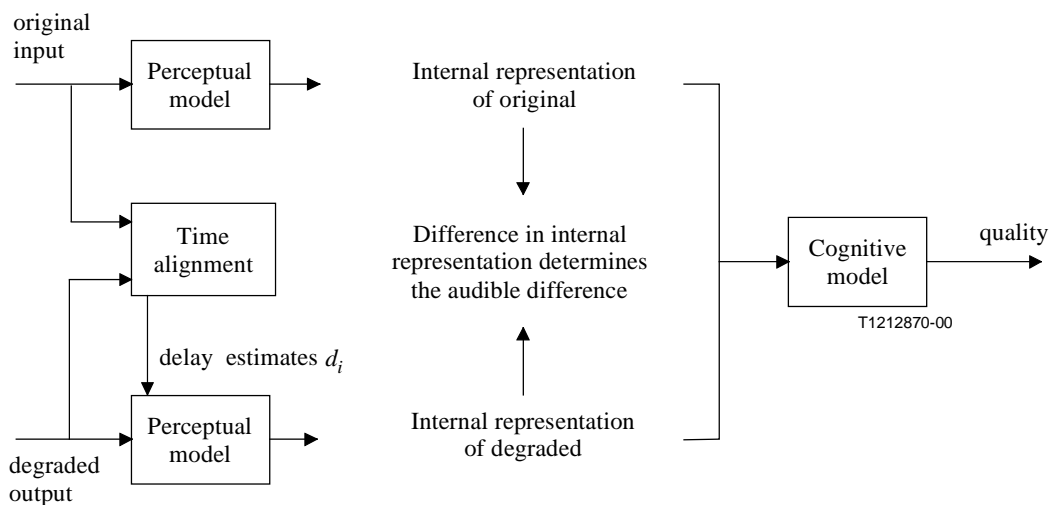 original
input
Perceptual
model
Internal representation
of original
Time
alignment
Difference in internal
representation determines
the audible difference
Cognitive
model
quality
T1212870-00
delay estimates di
Perceptual
model
Internal representation
of degraded
degraded
output